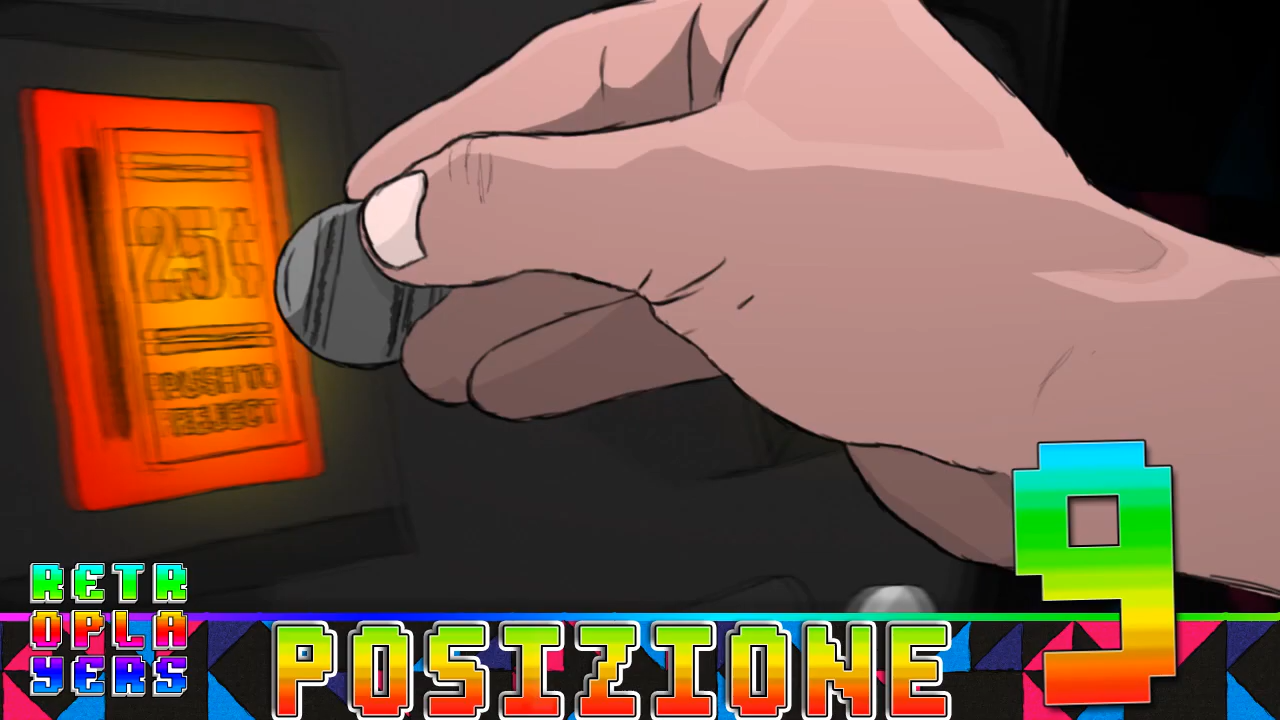 25¢
PUSH TO
REJECT
RETR
OPLA
YERS
POSIZIONE
9